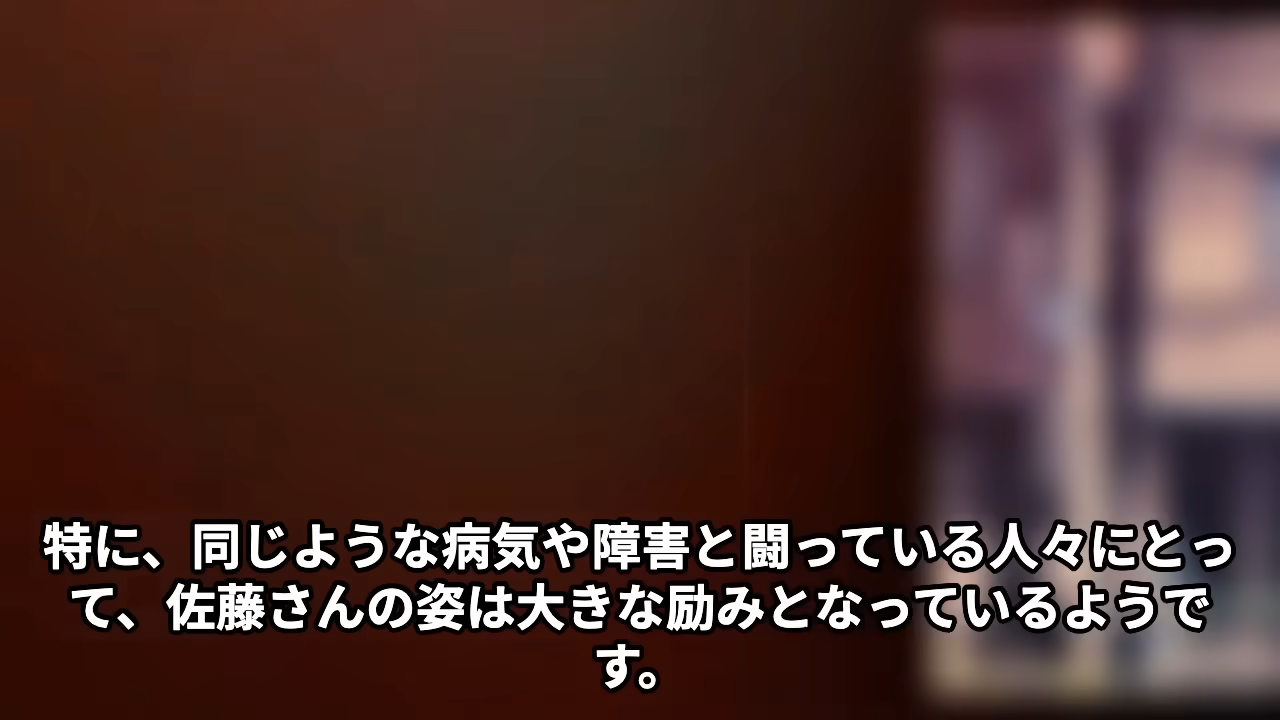 特に、同じような病気や障害と闘っている人々にとっ
て、佐藤さんの姿は大きな励みとなっているようで
す。